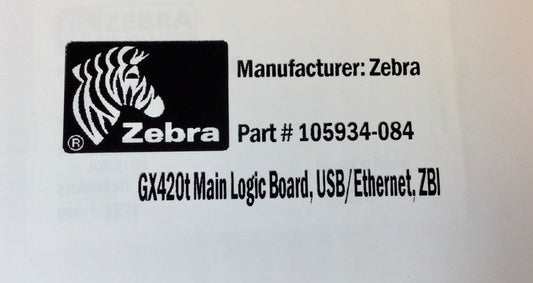 Manufacturer: Zebra
® Zebra
Part # 105934-084
GX420t Main Logic Board, USB/Ethernet, ZBI